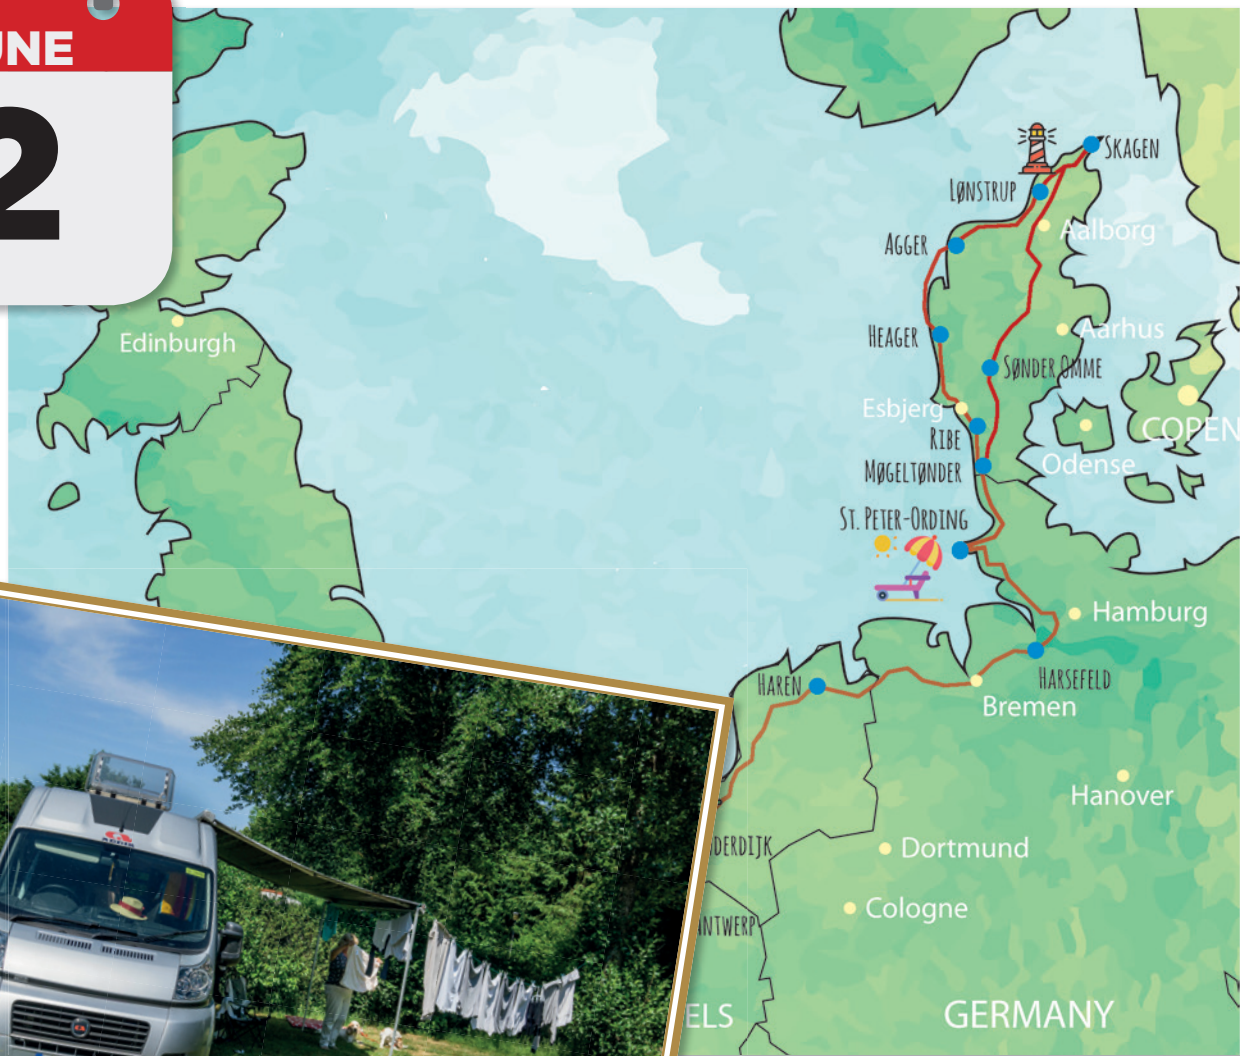 UNE
2
SKAGEN
LØNSTRUP
Aalborg
AGGER
Aarhus
HEAGER
Edinburgh
SØNDER OMME
Esbjerg
COPEN
RIBE
Odense
MØGELTØNDER
ST. PETER-ORDING
Hamburg
HARSEFELD
HAREN
Bremen
Hanover
DERDIJK
Dortmund
Cologne
ANTWERP
ELS
GERMANY